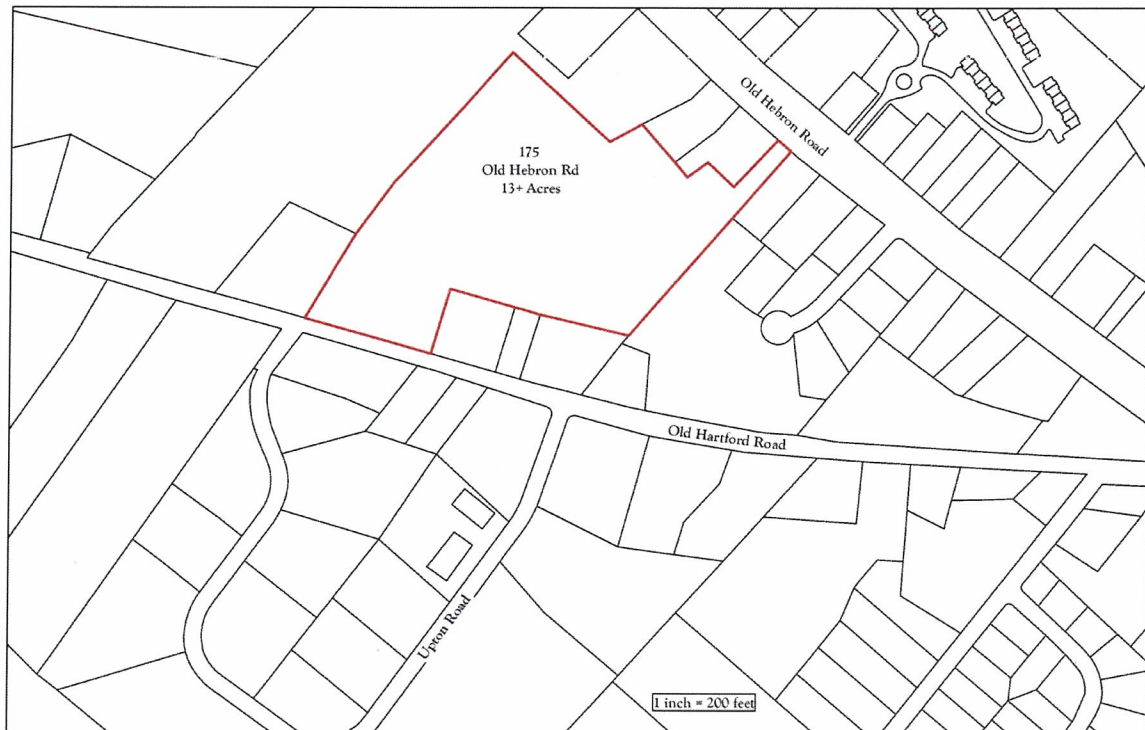 Old Hebron Road
175
Old Hebron Rd
13+ Acres
Old Hartford Road
Upton Road
1 inch = 200 feet